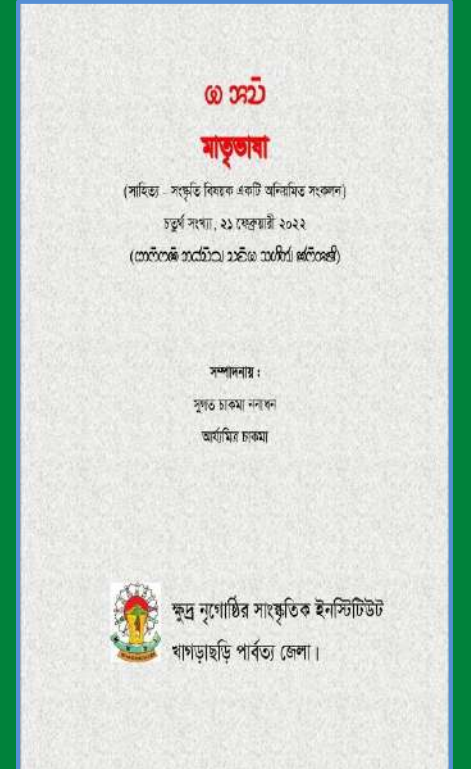 মাতৃভাষা
(সাহিত্য - সংষ্কৃতি বিষয়ক একটি অনিয়মিত সংকলন)
চতুর্থ সংখ্যা, ২১ ফেব্রুয়ারী ২০২২
সম্পাদনায় :
সুগত চাকমা ননাধন
আর্য্যমিত্র চাকমা
ক্ষুদ্র নৃগোষ্ঠির সাংষ্কৃতিক ইনস্টিটিউট
খাগড়াছড়ি পার্বত্য জেলা।